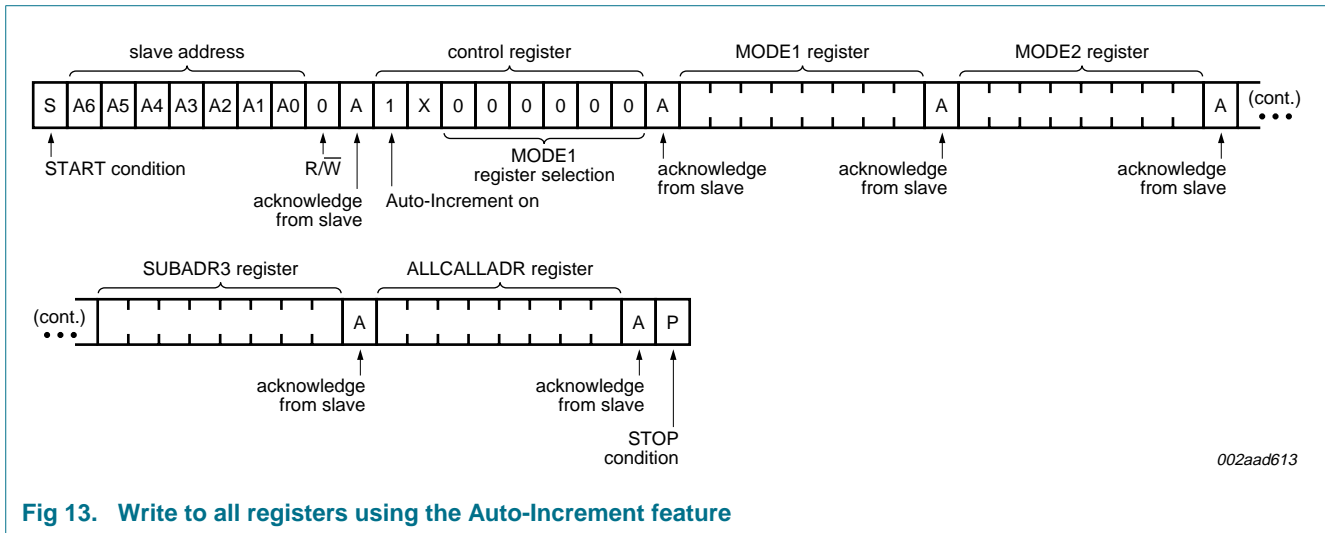 slave address control register MODE1 register MODE2 register
S A6 A5 A4 A3 A2 A1 A0 0 A 1 X 0 0 0 0 0 0 A A A (cont.) •••
START condition R/W̅ MODE1 register selection
acknowledge from slave Auto-Increment on acknowledge from slave acknowledge from slave acknowledge from slave
SUBADR3 register ALLCALLADR register
(cont.) ••• A A P
acknowledge from slave acknowledge from slave
STOP condition
002aad613
Fig 13. Write to all registers using the Auto-Increment feature